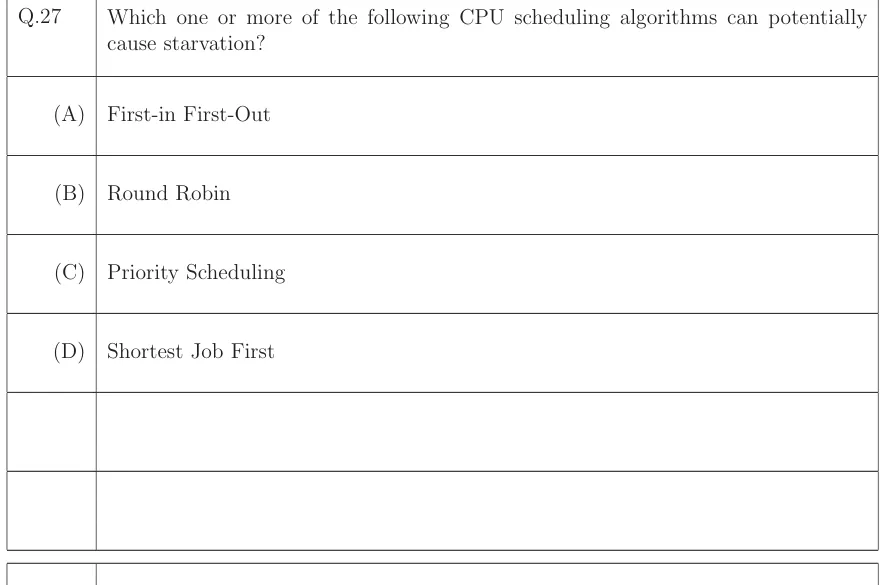 Q.27 Which one or more of the following CPU scheduling algorithms can potentially
cause starvation?
(A) First-in First-Out
(B) Round Robin
(C) Priority Scheduling
(D) Shortest Job First